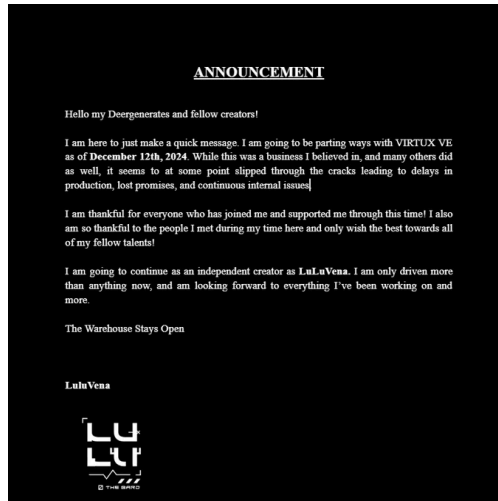 ANNOUNCEMENT
Hello my Deergenerates and fellow creators!
I am here to just make a quick message. I am going to be parting ways with VIRTUX VE
as of December 12th, 2024. While this was a business I believed in, and many others did
as well, it seems to at some point slipped through the cracks leading to delays in
production, lost promises, and continuous internal issues
I am thankful for everyone who has joined me and supported me through this time! I also
am so thankful to the people I met during my time here and only wish the best towards all
of my fellow talents!
I am going to continue as an independent creator as LuLuVena. I am only driven more
than anything now, and am looking forward to everything I've been working on and
more.
The Warehouse Stays Open
LuluVena
LU
LU
THE BARD